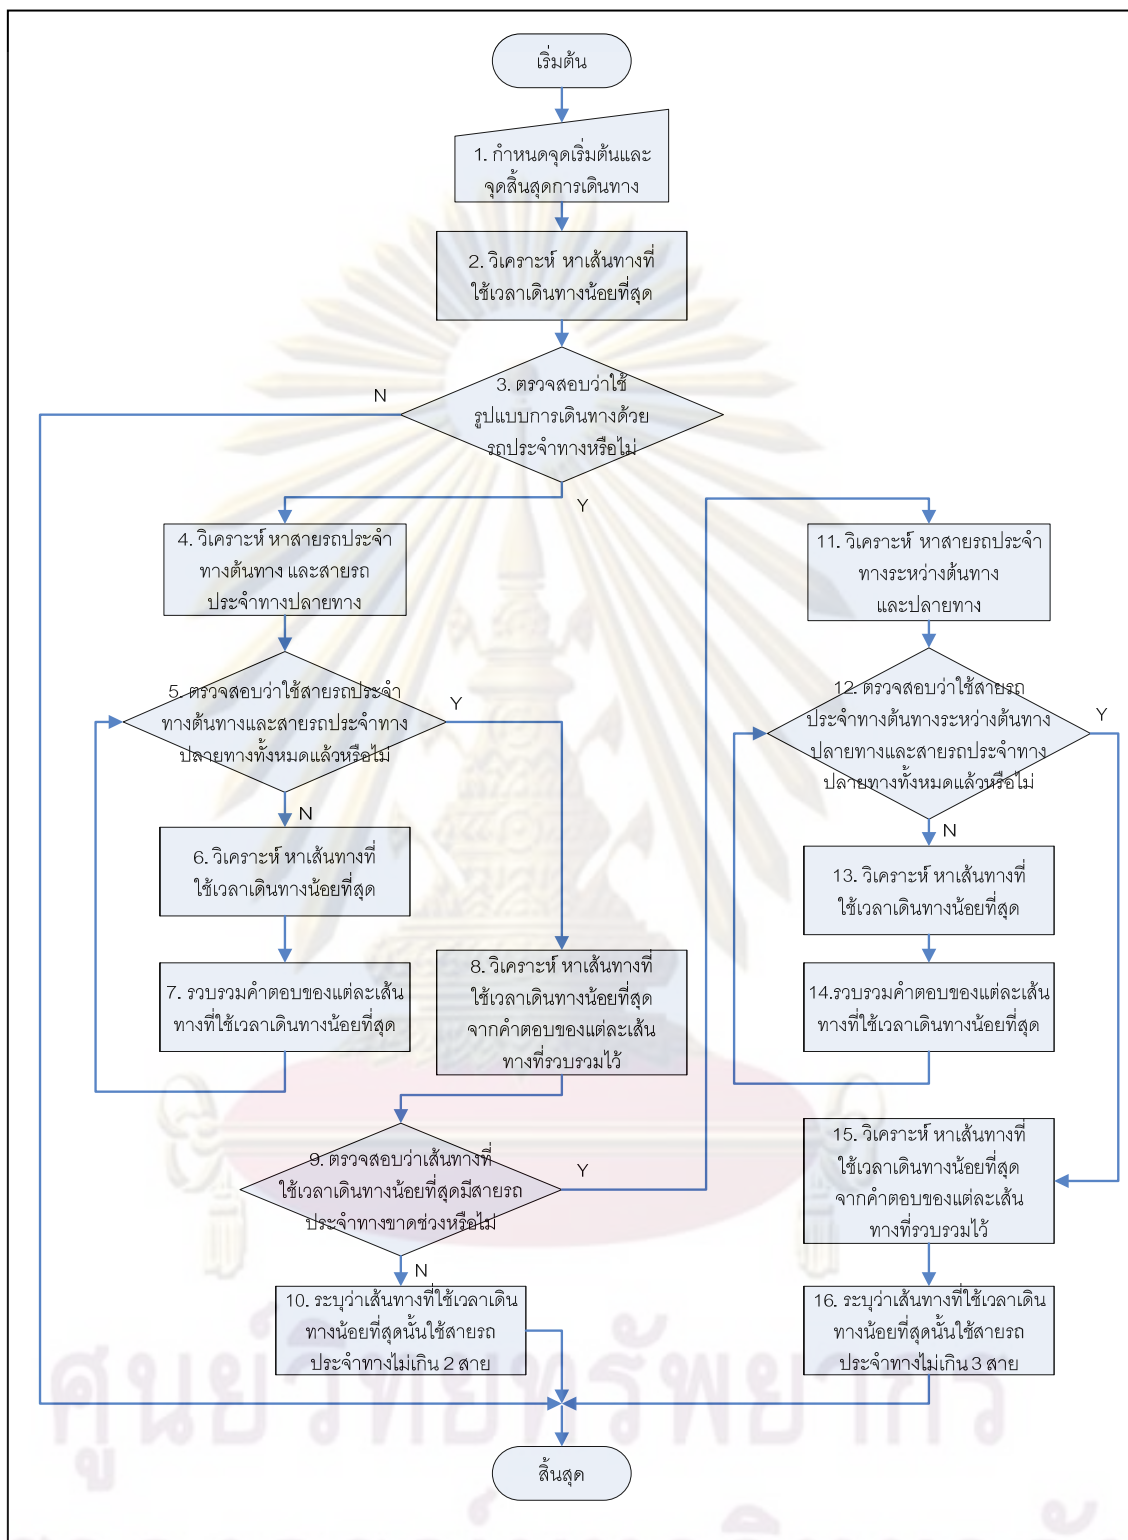 เริ่มต้น
1. กำหนดจุดเริ่มต้นและ
จุดสิ้นสุดการเดินทาง
2. วิเคราะห์ หาเส้นทางที่
ใช้เวลาเดินทางน้อยที่สุด
3. ตรวจสอบว่าใช้
รูปแบบการเดินทางด้วย
รถประจำทางหรือไม่
N
Y
4. วิเคราะห์ หาสายรถประจำ
ทางต้นทาง และสายรถ
ประจำทางปลายทาง
5. ตรวจสอบว่าใช้สายรถประจำ
ทางต้นทางและสายรถประจำทาง
ปลายทางทั้งหมดแล้วหรือไม่
Y
N
6. วิเคราะห์ หาเส้นทางที่
ใช้เวลาเดินทางน้อยที่สุด
7. รวบรวมคำตอบของแต่ละเส้น
ทางที่ใช้เวลาเดินทางน้อยที่สุด
8. วิเคราะห์ หาเส้นทางที่
ใช้เวลาเดินทางน้อยที่สุด
จากคำตอบของแต่ละเส้น
ทางที่รวบรวมไว้
9. ตรวจสอบว่าเส้นทางที่
ใช้เวลาเดินทางน้อยที่สุดมีสายรถ
ประจำทางขาดช่วงหรือไม่
Y
N
10. ระบุว่าเส้นทางที่ใช้เวลาเดิน
ทางน้อยที่สุดนั้นใช้สายรถ
ประจำทางไม่เกิน 2 สาย
11. วิเคราะห์ หาสายรถประจำ
ทางระหว่างต้นทาง
และปลายทาง
12. ตรวจสอบว่าใช้สายรถ
ประจำทางต้นทางระหว่างต้นทาง
ปลายทางและสายรถประจำทาง
ปลายทางทั้งหมดแล้วหรือไม่
Y
N
13. วิเคราะห์ หาเส้นทางที่
ใช้เวลาเดินทางน้อยที่สุด
14.รวบรวมคำตอบของแต่ละเส้น
ทางที่ใช้เวลาเดินทางน้อยที่สุด
15. วิเคราะห์ หาเส้นทางที่
ใช้เวลาเดินทางน้อยที่สุด
จากคำตอบของแต่ละเส้น
ทางที่รวบรวมไว้
16. ระบุว่าเส้นทางที่ใช้เวลาเดิน
ทางน้อยที่สุดนั้นใช้สายรถ
ประจำทางไม่เกิน 3 สาย
สิ้นสุด
ศูนย์วิทยทรัพยากร